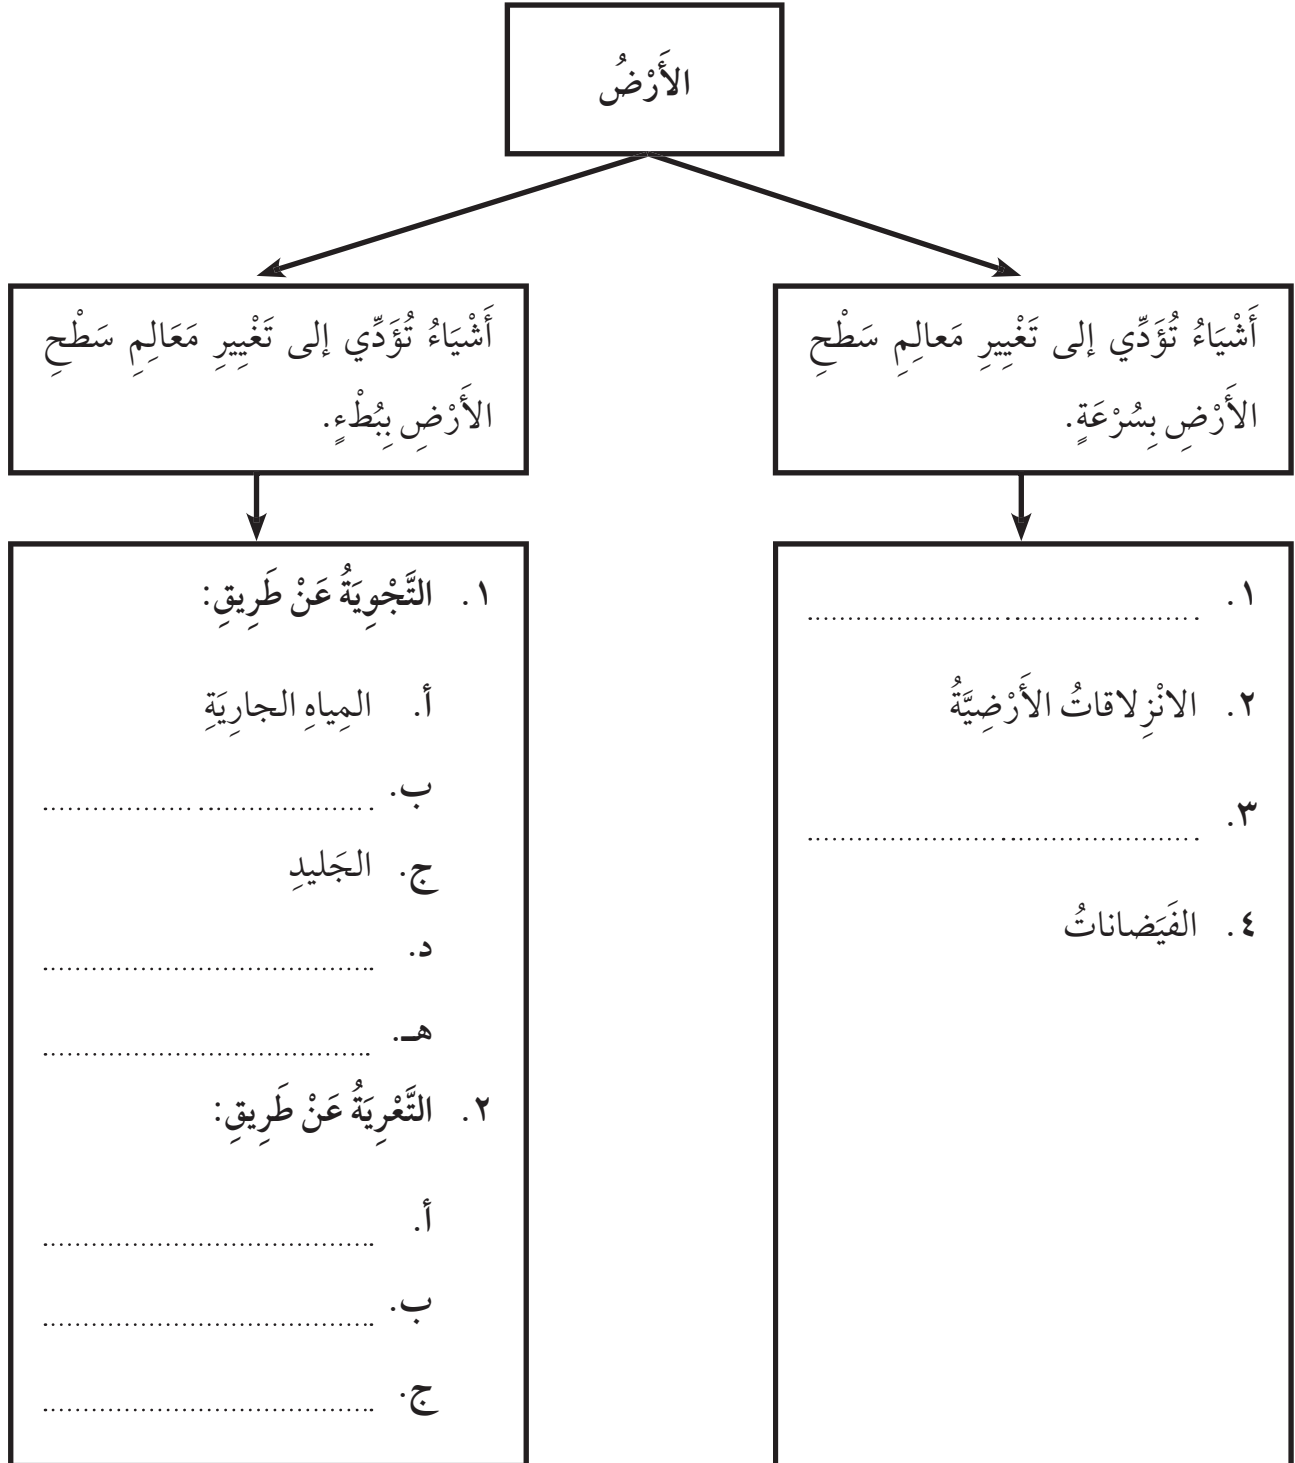 الأَرْضُ
أَشْيَاءُ تُؤَدِّي إلى تَغْيِيرِ مَعالِمِ سَطْحِ
الأَرْضِ بِسُرْعَةٍ.
١. ........................................
٢. الانْزِلاقاتُ الأَرْضِيَّةُ
٣. ........................................
٤. الفَيَضاناتُ
أَشْيَاءُ تُؤَدِّي إلى تَغْيِيرِ مَعَالِمِ سَطْحِ
الأَرْضِ بِبُطْءٍ.
١. التَّجْوِيَةُ عَنْ طَرِيقِ:
أ. المِياهِ الجارِيَةِ
ب. ........................................
ج. الجَليدِ
د. ........................................
هـ. ........................................
٢. التَّعْرِيَةُ عَنْ طَرِيقِ:
أ. ........................................
ب. ........................................
ج. ........................................